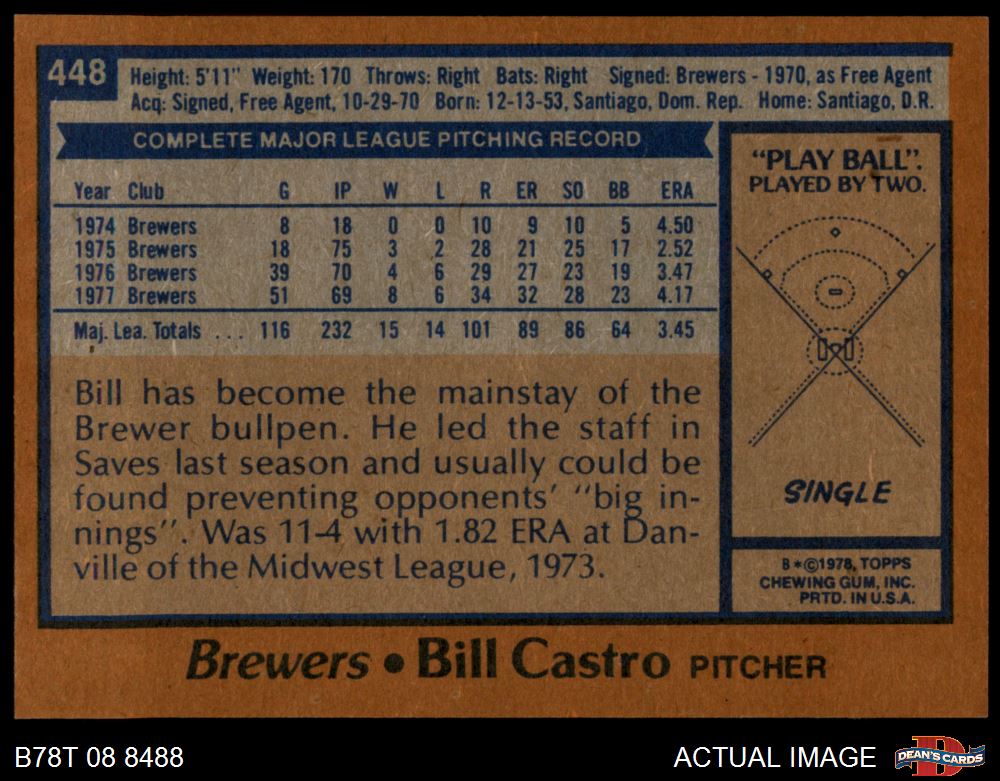 448
Height: 5'11" Weight: 170 Throws: Right Bats: Right Signed: Brewers - 1970, as Free Agent
Acq: Signed, Free Agent, 10-29-70 Born: 12-13-53, Santiago, Dom. Rep. Home: Santiago, D.R.
COMPLETE MAJOR LEAGUE PITCHING RECORD
Year Club G IP W L R ER SO BB ERA
1974 Brewers 8 18 0 0 10 9 10 5 4.50
1975 Brewers 18 75 3 2 28 21 25 17 2.52
1976 Brewers 39 70 4 6 29 27 23 19 3.47
1977 Brewers 51 69 8 6 34 32 28 23 4.17
Maj. Lea. Totals ... 116 232 15 14 101 89 86 64 3.45
Bill has become the mainstay of the
Brewer bullpen. He led the staff in
Saves last season and usually could be
found preventing opponents' "big in-
nings". Was 11-4 with 1.82 ERA at Dan-
ville of the Midwest League, 1973.
"PLAY BALL".
PLAYED BY TWO.
SINGLE
B*©1978, TOPPS
CHEWING GUM, INC.
PRTD. IN U.S.A.
Brewers • Bill Castro PITCHER
B78T 08 8488
ACTUAL IMAGE
D
DEAN'S CARDS